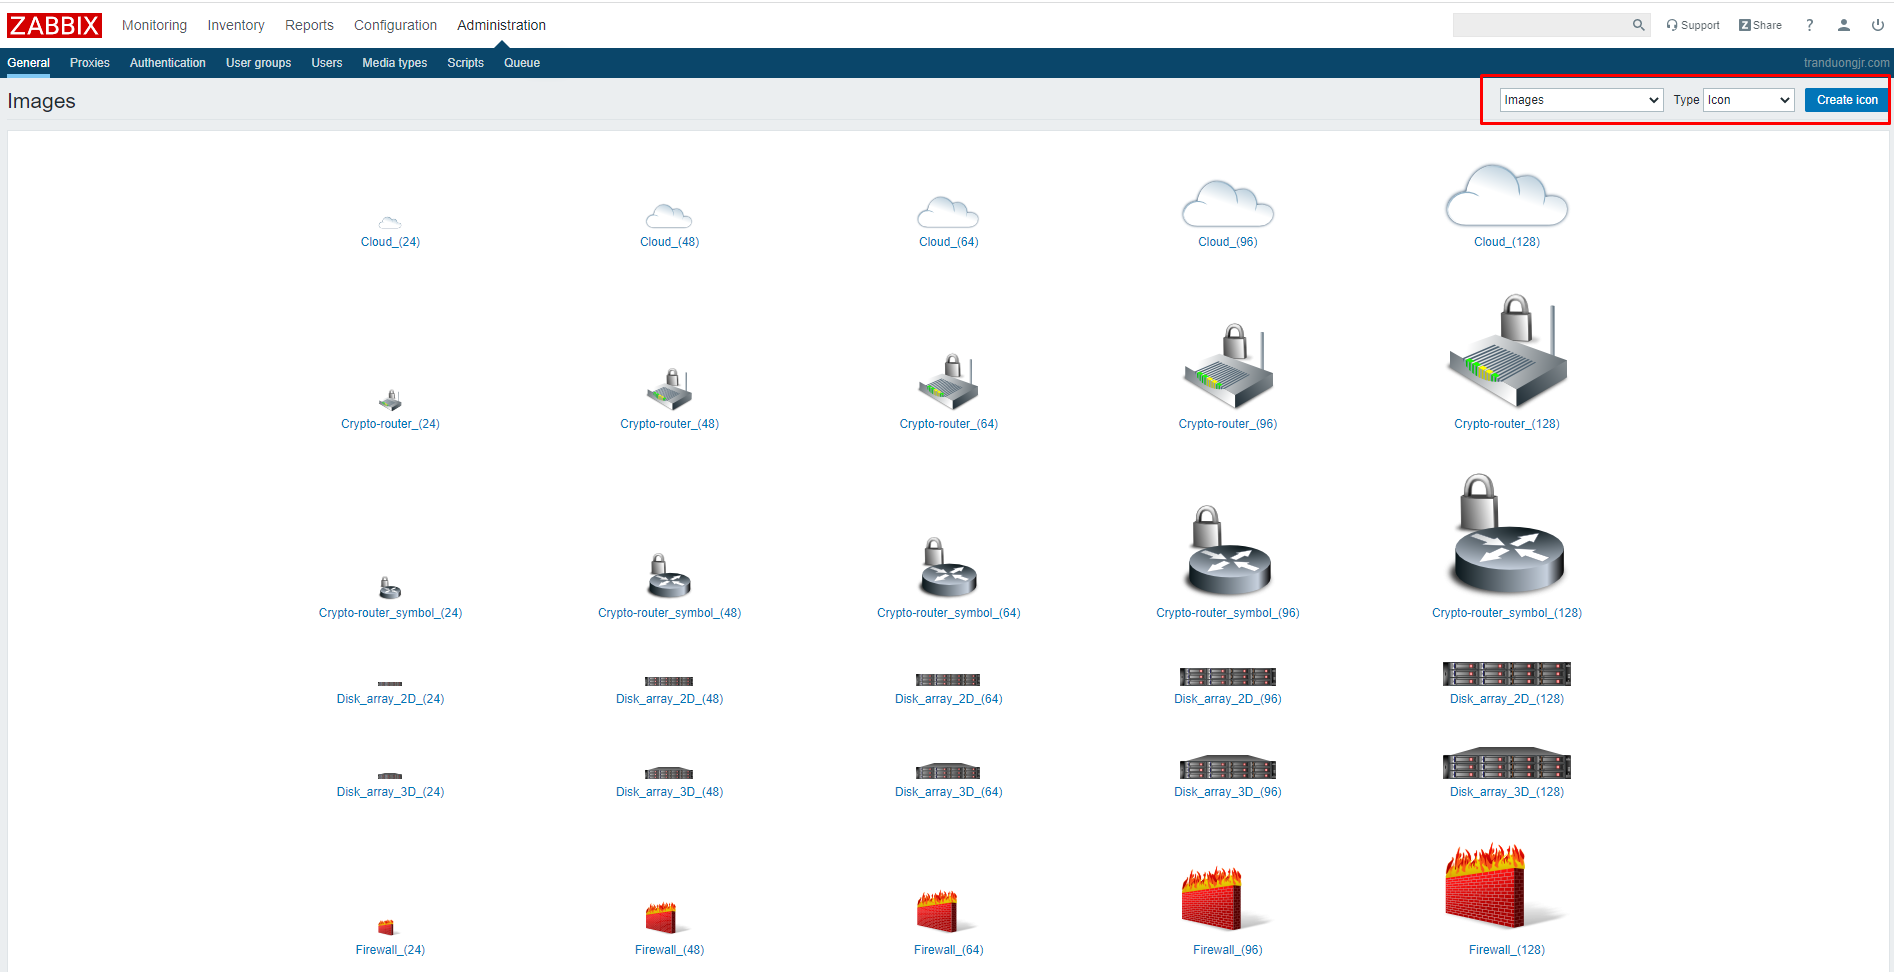 ZABBIX Monitoring Inventory Reports Configuration Administration Support Z Share ?
General Proxies Authentication User groups Users Media types Scripts Queue tranduongjr.com
Images Images Type Icon Create icon
Cloud_(24) Cloud_(48) Cloud_(64) Cloud_(96) Cloud_(128)
Crypto-router_(24) Crypto-router_(48) Crypto-router_(64) Crypto-router_(96) Crypto-router_(128)
Crypto-router_symbol_(24) Crypto-router_symbol_(48) Crypto-router_symbol_(64) Crypto-router_symbol_(96) Crypto-router_symbol_(128)
Disk_array_2D_(24) Disk_array_2D_(48) Disk_array_2D_(64) Disk_array_2D_(96) Disk_array_2D_(128)
Disk_array_3D_(24) Disk_array_3D_(48) Disk_array_3D_(64) Disk_array_3D_(96) Disk_array_3D_(128)
Firewall_(24) Firewall_(48) Firewall_(64) Firewall_(96) Firewall_(128)